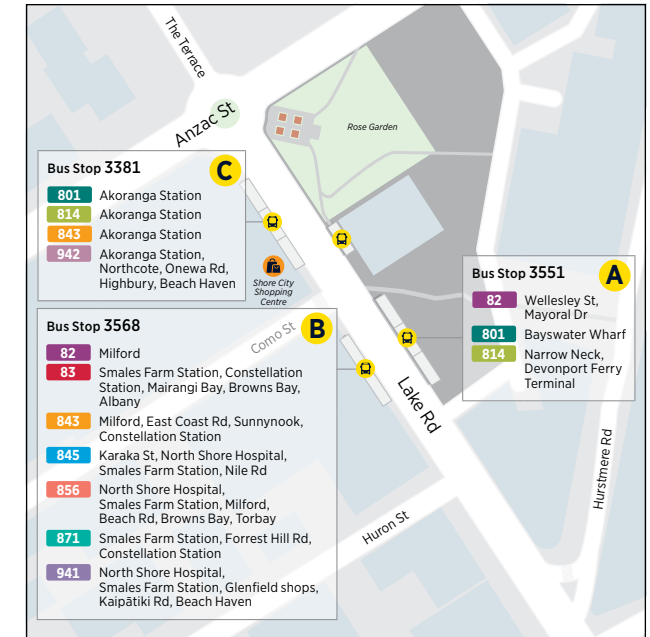 The Terrace
Anzac St
Rose Garden
Bus Stop 3381
C
801 Akoranga Station
814 Akoranga Station
843 Akoranga Station
942 Akoranga Station,
Northcote, Onewa Rd,
Highbury, Beach Haven
Shore City
Shopping
Centre
Bus Stop 3551
A
82 Wellesley St,
Mayoral Dr
801 Bayswater Wharf
814 Narrow Neck,
Devonport Ferry
Terminal
Bus Stop 3568
B
Como St
82 Milford
83 Smales Farm Station, Constellation
Station, Mairangi Bay, Browns Bay,
Albany
843 Milford, East Coast Rd, Sunnynook,
Constellation Station
845 Karaka St, North Shore Hospital,
Smales Farm Station, Nile Rd
856 North Shore Hospital,
Smales Farm Station, Milford,
Beach Rd, Browns Bay, Torbay
871 Smales Farm Station, Forrest Hill Rd,
Constellation Station
941 North Shore Hospital,
Smales Farm Station, Glenfield shops,
Kaipātiki Rd, Beach Haven
Lake Rd
Huron St
Hurstmere Rd